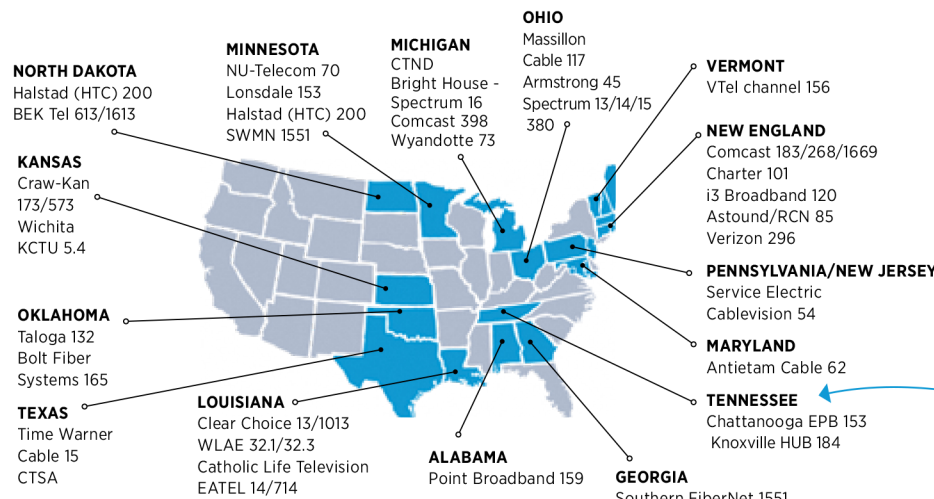 NORTH DAKOTA
Halstad (HTC) 200
BEK Tel 613/1613
MINNESOTA
NU-Telecom 70
Lonsdale 153
Halstad (HTC) 200
SWMN 1551
MICHIGAN
CTND
Bright House -
Spectrum 16
Comcast 398
Wyandotte 73
OHIO
Massillon
Cable 117
Armstrong 45
Spectrum 13/14/15
380
VERMONT
VTel channel 156
NEW ENGLAND
Comcast 183/268/1669
Charter 101
i3 Broadband 120
Astound/RCN 85
Verizon 296
KANSAS
Craw-Kan
173/573
Wichita
KCTU 5.4
PENNSYLVANIA/NEW JERSEY
Service Electric
Cablevision 54
OKLAHOMA
Taloga 132
Bolt Fiber
Systems 165
MARYLAND
Antietam Cable 62
TEXAS
Time Warner
Cable 15
CTSA
LOUISIANA
Clear Choice 13/1013
WLAE 32.1/32.3
Catholic Life Television
EATEL 14/714
TENNESSEE
Chattanooga EPB 153
Knoxville HUB 184
ALABAMA
Point Broadband 159
GEORGIA
Southern FiberNet 1551